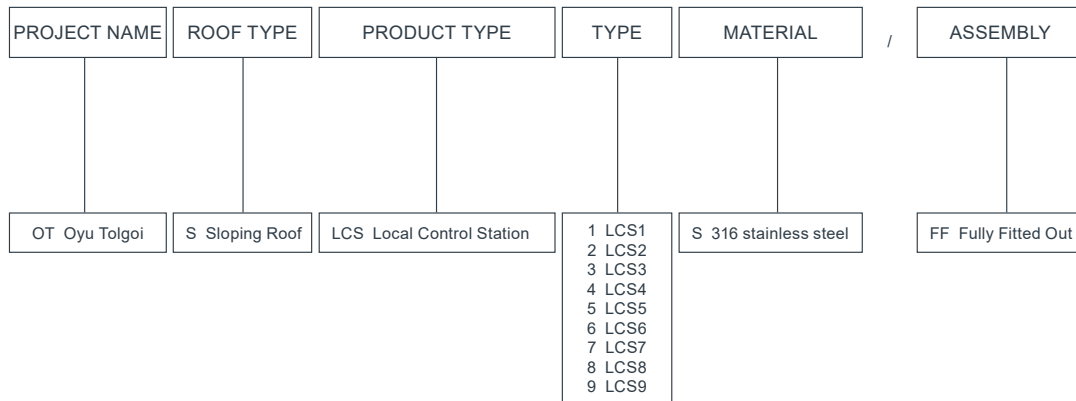 PROJECT NAME ROOF TYPE PRODUCT TYPE TYPE MATERIAL / ASSEMBLY
OT Oyu Tolgoi S Sloping Roof LCS Local Control Station 1 LCS1 S 316 stainless steel FF Fully Fitted Out
2 LCS2
3 LCS3
4 LCS4
5 LCS5
6 LCS6
7 LCS7
8 LCS8
9 LCS9